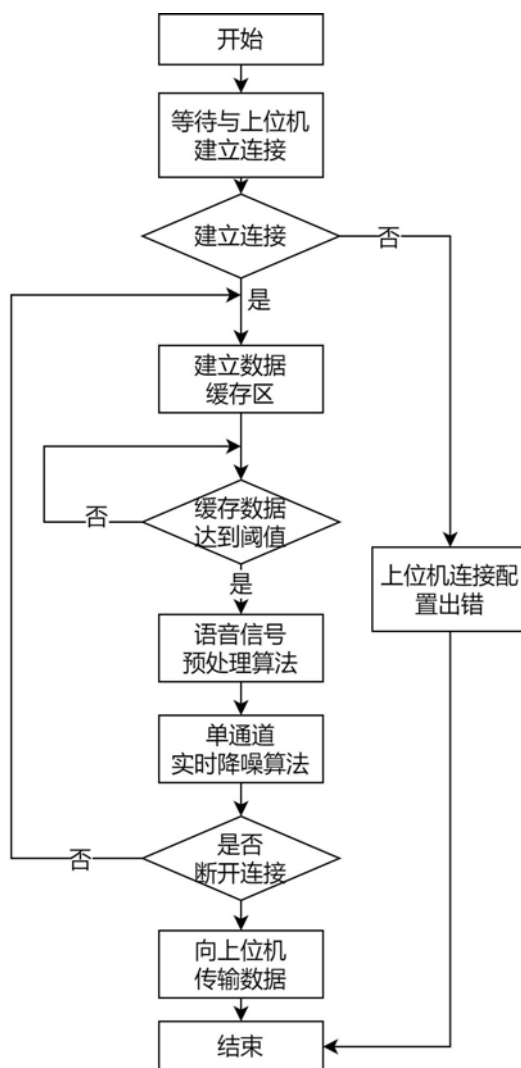 开始
等待与上位机
建立连接
建立连接
否
是
建立数据
缓存区
否
缓存数据
达到阈值
是
上位机连接配
置出错
语音信号
预处理算法
单通道
实时降噪算法
否
是否
断开连接
向上位机
传输数据
结束